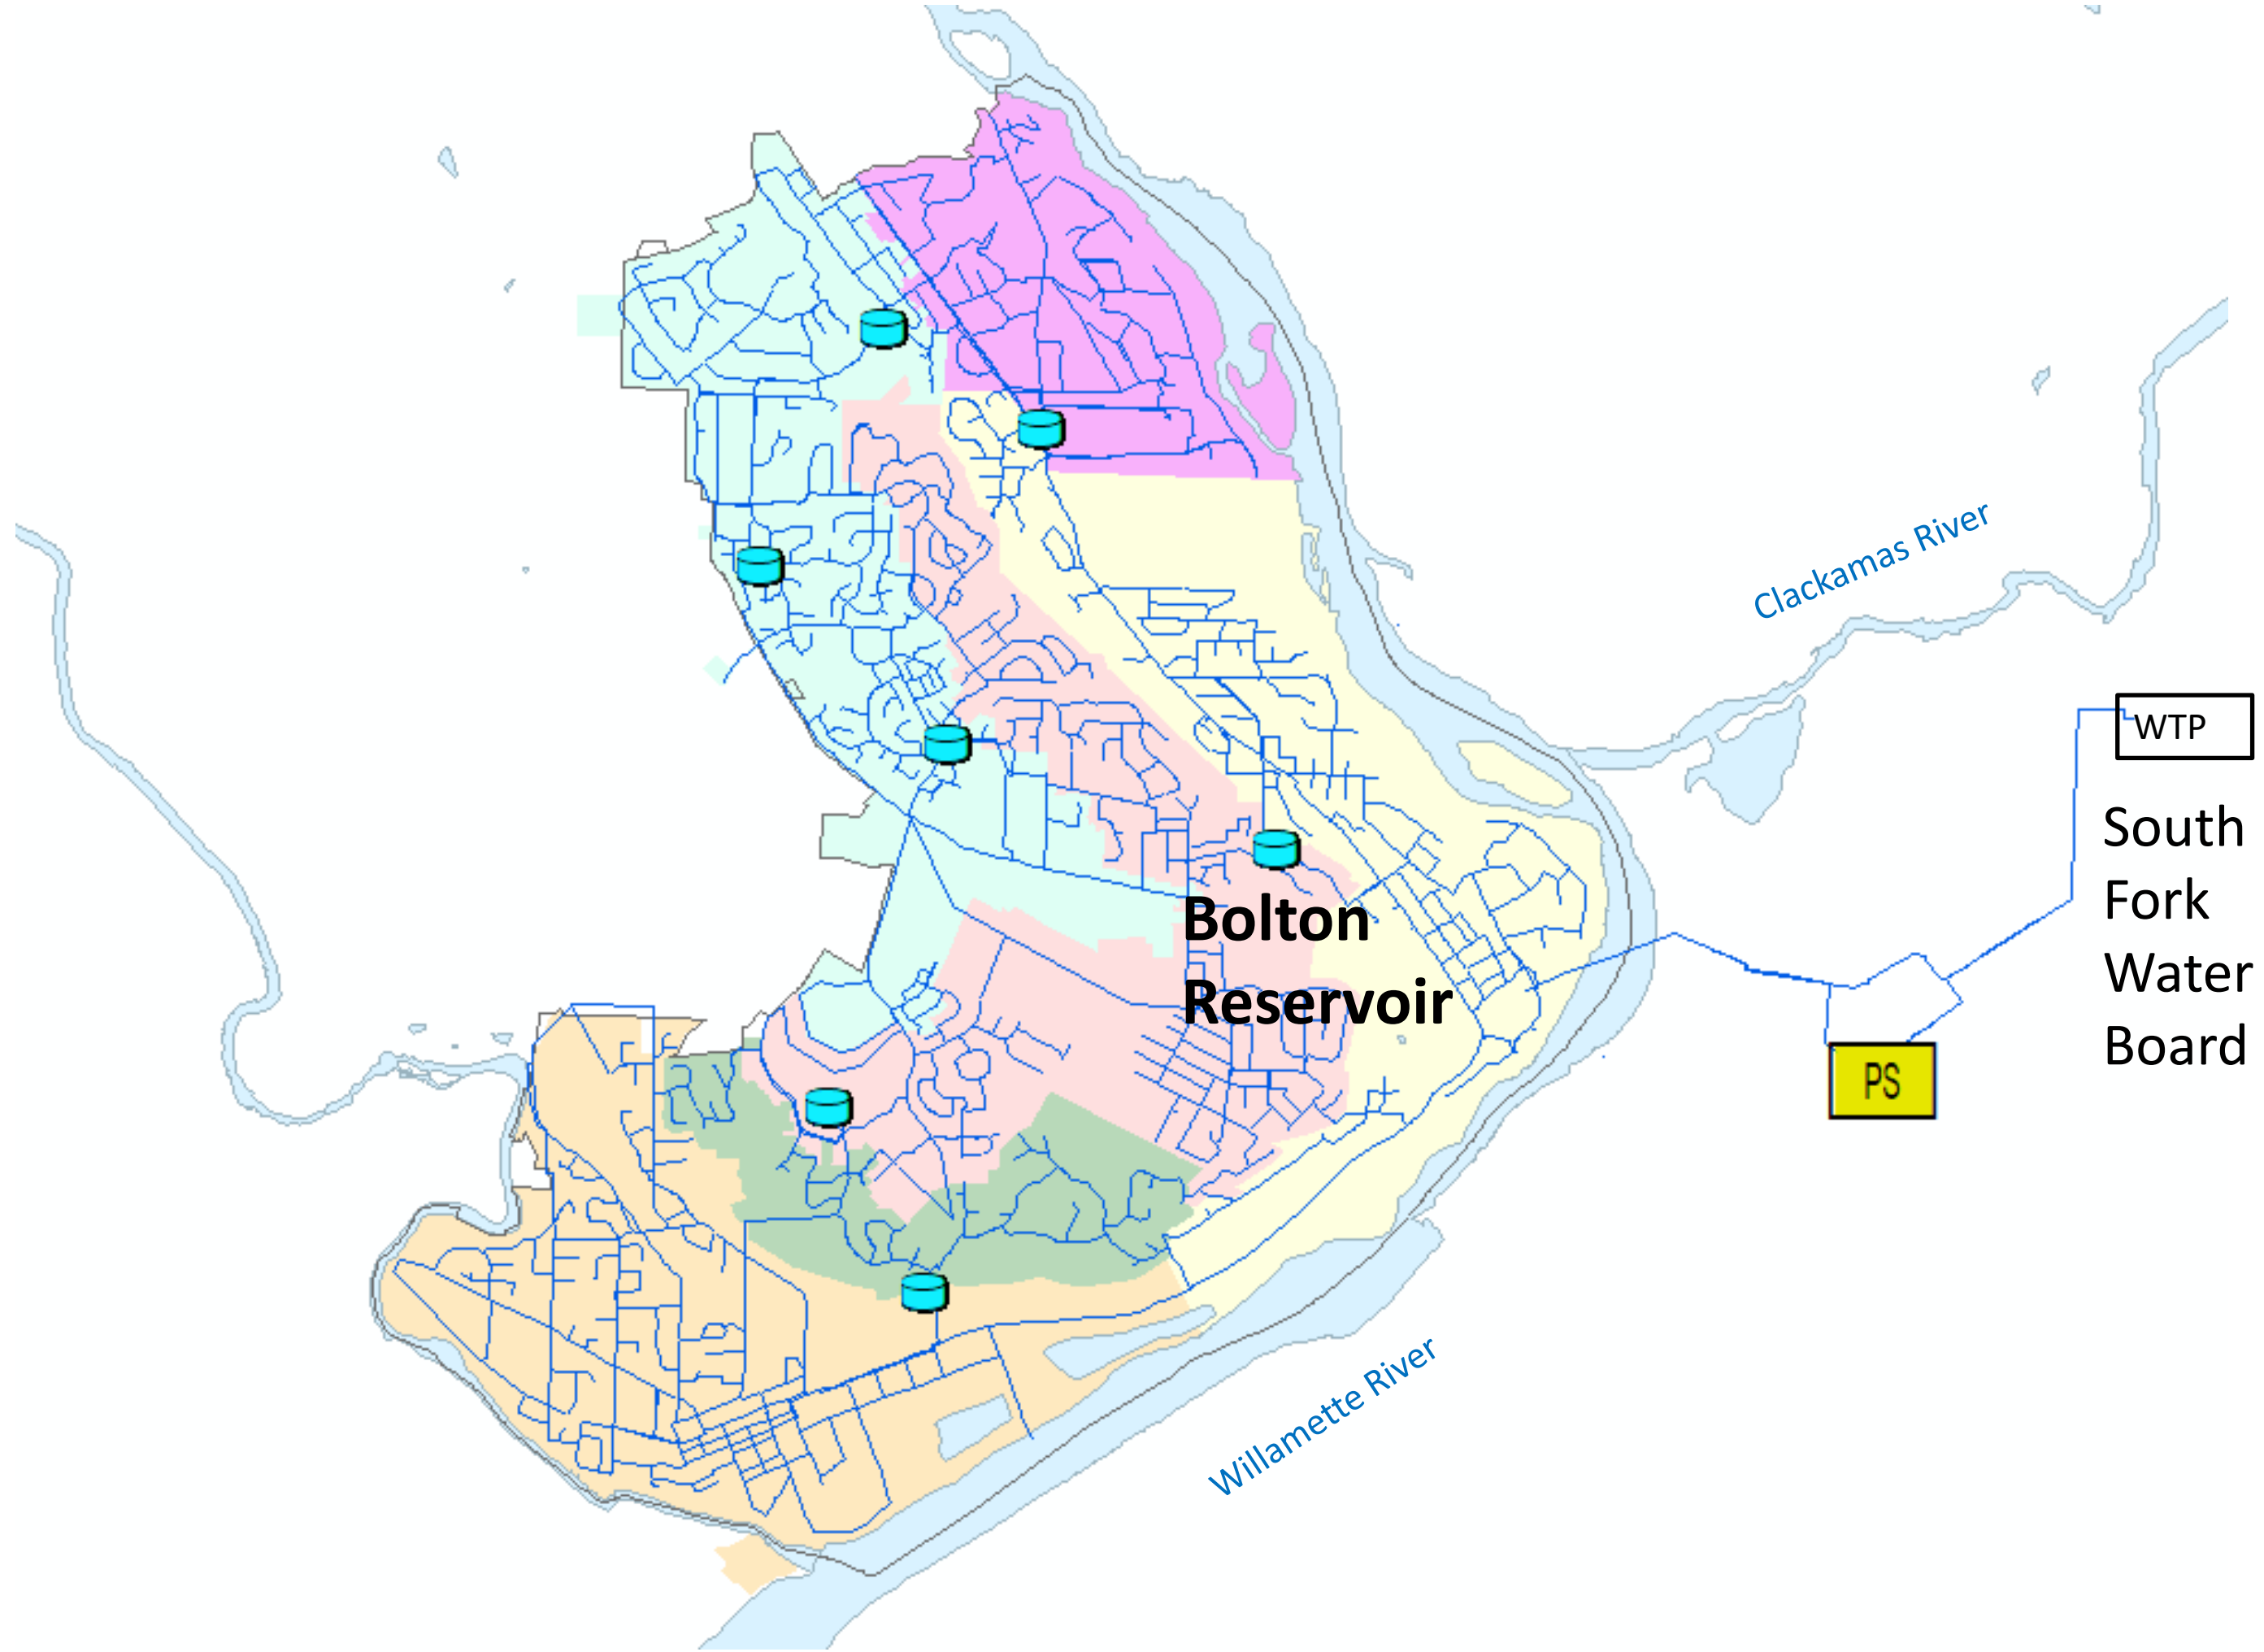 Clackamas River
WTP
South
Fork
Water
Board
Bolton
Reservoir
PS
Willamette River